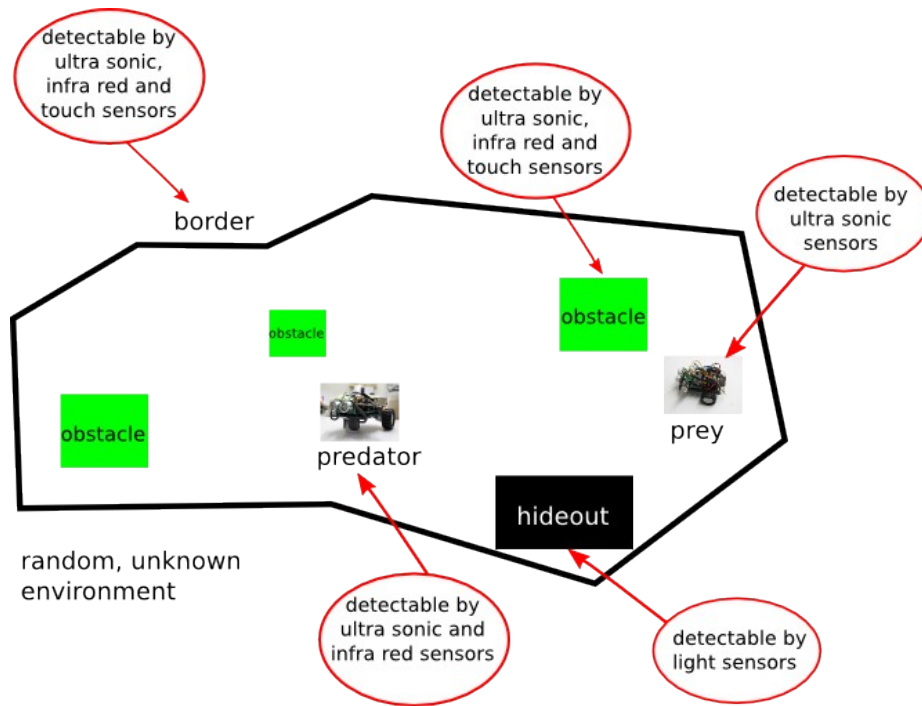 detectable by
ultra sonic,
infra red and
touch sensors
detectable by
ultra sonic,
infra red and
touch sensors
detectable by
ultra sonic
sensors
border
obstacle
obstacle
obstacle
prey
predator
hideout
random, unknown
environment
detectable by
ultra sonic and
infra red sensors
detectable by
light sensors